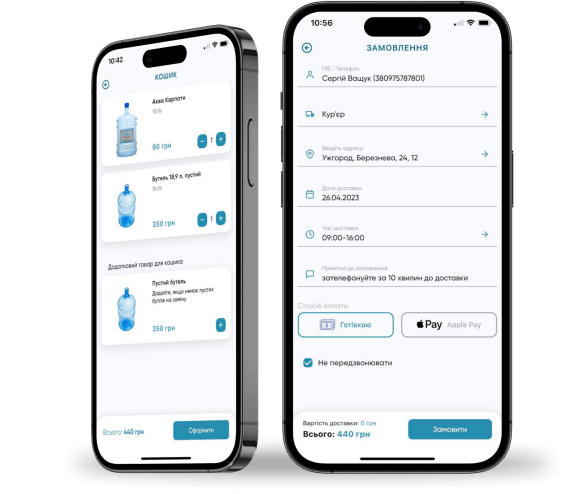 10:42
КОШИК
Аква Карпати
18.9л
90 грн
1
Бутель 18,9 л. пустий
18.9л
350 грн
1
Додатковий товар для кошика
Пустий бутель
Додайте, якщо немає пустих
бутлів на заміну
350 грн
Всього: 440 грн
Оформити
10:56
ЗАМОВЛЕННЯ
ПІБ / Телефон
Сергій Ващук (380975787801)
Кур'єр
Введіть адресу
Ужгород, Березнева, 24, 12
Дата доставки
26.04.2023
Час доставки
09:00-16:00
Примітка до замовлення
зателефонуйте за 10 хвилин до доставки
Спосіб оплати
Готівкою
Pay Apple Pay
Не передзвонювати
Вартість доставки: 0 грн
Всього: 440 грн
Замовити